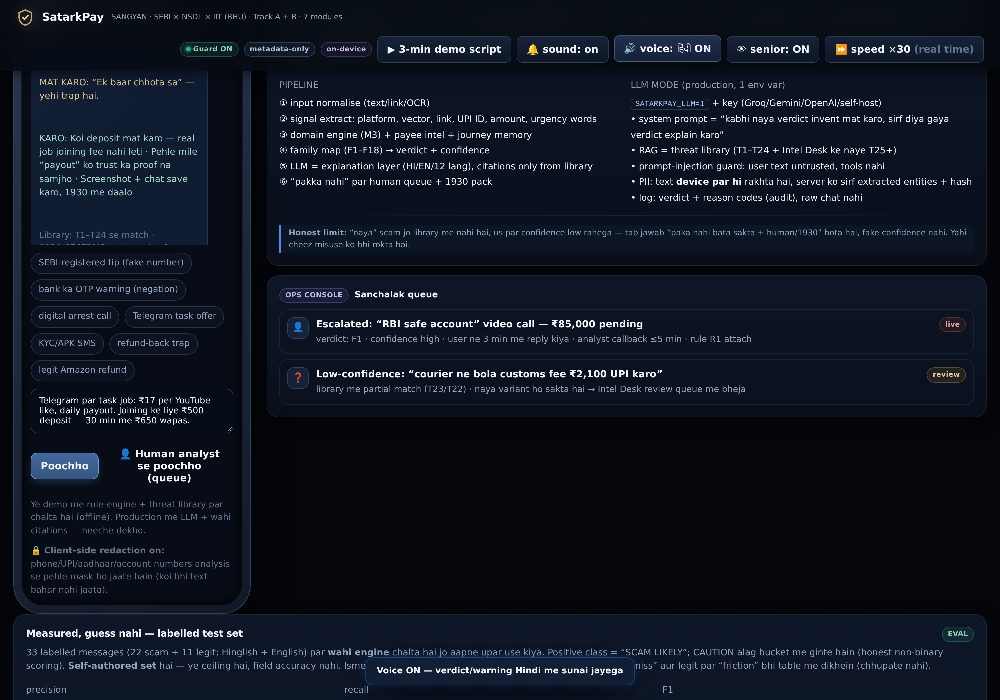 SatarkPay SANGYAN · SEBI × NSDL × IIT (BHU) · Track A + B · 7 modules
Guard ON metadata-only on-device ▶ 3-min demo script 🔔 sound: on 🔊 voice: हिंदी ON 👁 senior: ON ⏩ speed ×30 (real time)
MAT KARO: “Ek baar chhota sa” —
yehi trap hai.
KARO: Koi deposit mat karo — real
job joining fee nahi leti · Pehle mile
“payout” ko trust ka proof na
samjho · Screenshot + chat save
karo, 1930 me daalo
Library: T1–T24 se match ·
SEBI-registered tip (fake number)
bank ka OTP warning (negation)
digital arrest call Telegram task offer
KYC/APK SMS refund-back trap
legit Amazon refund
Telegram par task job: ₹17 per YouTube
like, daily payout. Joining ke liye ₹500
deposit — 30 min me ₹650 wapas.
Poochho
👤 Human analyst
se poochho
(queue)
Ye demo me rule-engine + threat library par
chalta hai (offline). Production me LLM + wahi
citations — neeche dekho.
🔒 Client-side redaction on:
phone/UPI/aadhaar/account numbers analysis
se pehle mask ho jaate hain (koi bhi text
bahar nahi jaata).
PIPELINE
① input normalise (text/link/OCR)
② signal extract: platform, vector, link, UPI ID, amount, urgency words
③ domain engine (M3) + payee intel + journey memory
④ family map (F1–F18) → verdict + confidence
⑤ LLM = explanation layer (HI/EN/12 lang), citations only from library
⑥ “pakka nahi” par human queue + 1930 pack
LLM MODE (production, 1 env var)
SATARKPAY_LLM=1 + key (Groq/Gemini/OpenAI/self-host)
• system prompt = “kabhi naya verdict invent mat karo, sirf diya gaya
verdict explain karo”
• RAG = threat library (T1–T24 + Intel Desk ke naye T25+)
• prompt-injection guard: user text untrusted, tools nahi
• PII: text device par hi rakhta hai, server ko sirf extracted entities + hash
• log: verdict + reason codes (audit), raw chat nahi
Honest limit: “naya” scam jo library me nahi hai, us par confidence low rahega — tab jawab “paka nahi bata sakta + human/1930” hota hai, fake confidence nahi. Yahi
cheez misuse ko bhi rokta hai.
OPS CONSOLE Sanchalak queue
Escalated: “RBI safe account” video call — ₹85,000 pending live
verdict: F1 · confidence high · user ne 3 min me reply kiya · analyst callback ≤5 min · rule R1 attach
Low-confidence: “courier ne bola customs fee ₹2,100 UPI karo” review
library me partial match (T23/T22) · naya variant ho sakta hai → Intel Desk review queue me bheja
Measured, guess nahi — labelled test set EVAL
33 labelled messages (22 scam + 11 legit; Hinglish + English) par wahi engine chalta hai jo aapne upar use kiya. Positive class = “SCAM LIKELY”; CAUTION alag bucket me ginte hain (honest non-binary
scoring). Self-authored set hai — ye ceiling hai, field accuracy nahi. Isme miss” aur legit par “friction” bhi table me dikhein (chhupate nahi).
Voice ON — verdict/warning Hindi me sunai jayega
precision recall F1